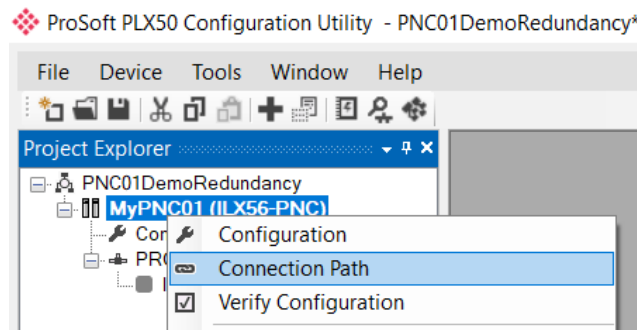 ProSoft PLX50 Configuration Utility - PNC01DemoRedundancy*
File Device Tools Window Help
Project Explorer
PNC01DemoRedundancy
MyPNC01 (ILX56-PNC)
Configuration
Connection Path
Verify Configuration